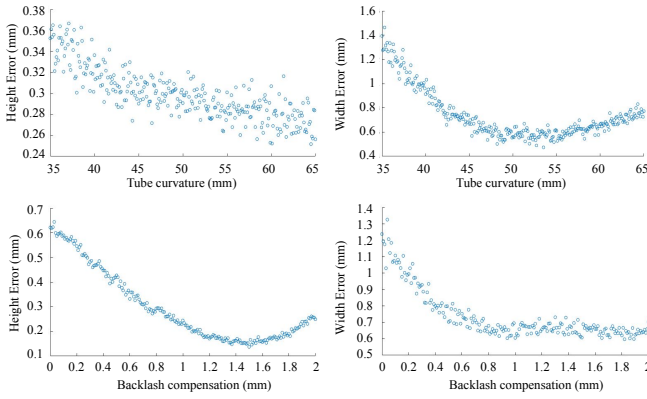 0.38
0.36
0.34
0.32
0.3
0.28
0.26
0.24
Height Error (mm)
35 40 45 50 55 60 65
Tube curvature (mm)
1.6
1.4
1.2
1
0.8
0.6
0.4
Width Error (mm)
35 40 45 50 55 60 65
Tube curvature (mm)
0.7
0.6
0.5
0.4
0.3
0.2
0.1
Height Error (mm)
0 0.2 0.4 0.6 0.8 1 1.2 1.4 1.6 1.8 2
Backlash compensation (mm)
1.4
1.3
1.2
1.1
1
0.9
0.8
0.7
0.6
0.5
Width Error (mm)
0 0.2 0.4 0.6 0.8 1 1.2 1.4 1.6 1.8 2
Backlash compensation (mm)